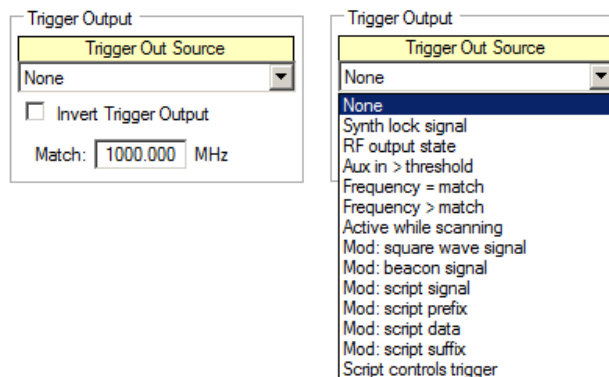 Trigger Output
Trigger Out Source
None
Invert Trigger Output
Match: 1000.000 MHz
Trigger Output
Trigger Out Source
None
None
Synth lock signal
RF output state
Aux in > threshold
Frequency = match
Frequency > match
Active while scanning
Mod: square wave signal
Mod: beacon signal
Mod: script signal
Mod: script prefix
Mod: script data
Mod: script suffix
Script controls trigger